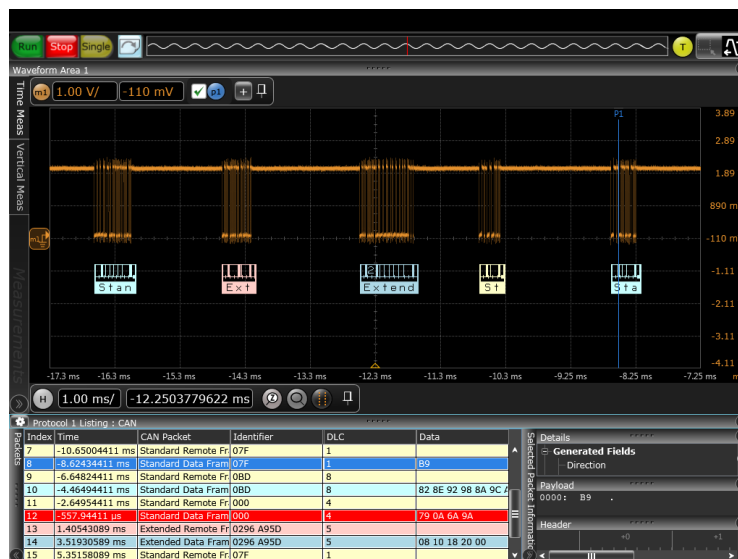 Run Stop Single T
Waveform Area 1
Time Meas
Vertical Meas
Measurements
m1 1.00 V/ -110 mV p1 +
P1
3.89
2.89
1.89
890 m
-110 m
-1.11
-2.11
-3.11
-4.11
Stan Ext Extend St Sta
-17.3 ms -16.3 ms -15.3 ms -14.3 ms -13.3 ms -12.3 ms -11.3 ms -10.3 ms -9.25 ms -8.25 ms -7.25 ms
H 1.00 ms/ -12.2503779622 ms
Protocol 1 Listing : CAN
Packets
Index Time CAN Packet Identifier DLC Data
7 -10.65004411 ms Standard Remote Fr 07F 1
8 -8.62434411 ms Standard Data Fram 07F 1 B9
9 -6.64824411 ms Standard Remote Fr 0BD 8
10 -4.46494411 ms Standard Data Fram 0BD 8 82 8E 92 98 8A 9C
11 -2.64954411 ms Standard Remote Fr 000 4
12 -557.94411 µs Standard Data Fram 000 4 79 0A 6A 9A
13 1.40543089 ms Extended Remote Fr 0296 A95D 5
14 3.51930589 ms Extended Data Fram 0296 A95D 5 08 10 18 20 00
15 5.35158089 ms Standard Remote Fr 07F 1
Selected Packet Informatic
Details
Generated Fields
Direction
Payload
0000: B9 .
Header
+0 +1